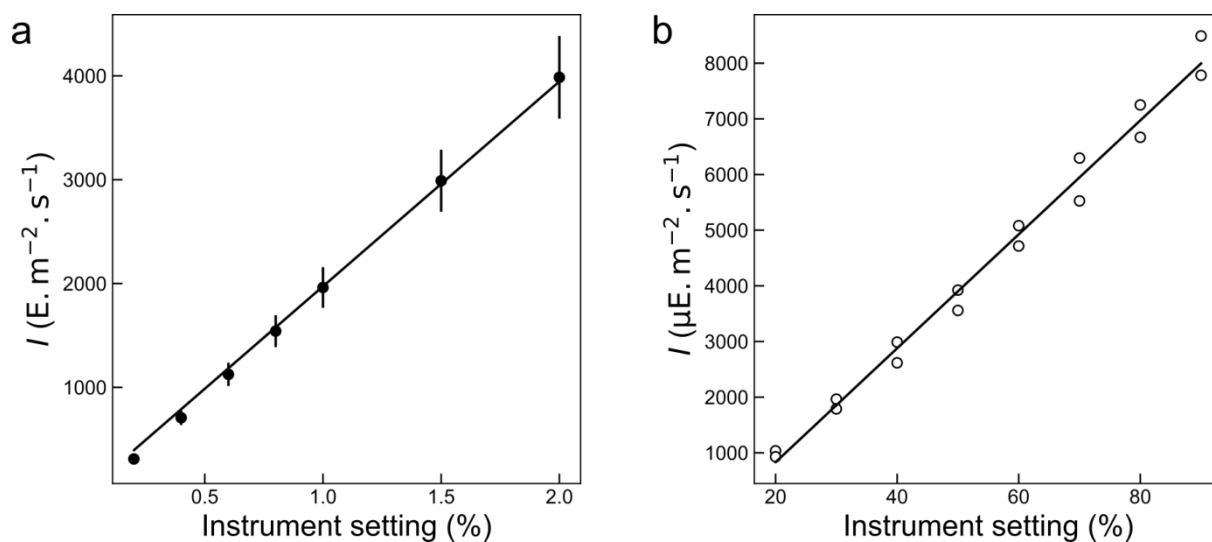 a
4000
3000
2000
1000
I (E. m⁻². s⁻¹)
0.5 1.0 1.5 2.0
Instrument setting (%)
b
8000
7000
6000
5000
4000
3000
2000
1000
I (μE. m⁻². s⁻¹)
20 40 60 80
Instrument setting (%)